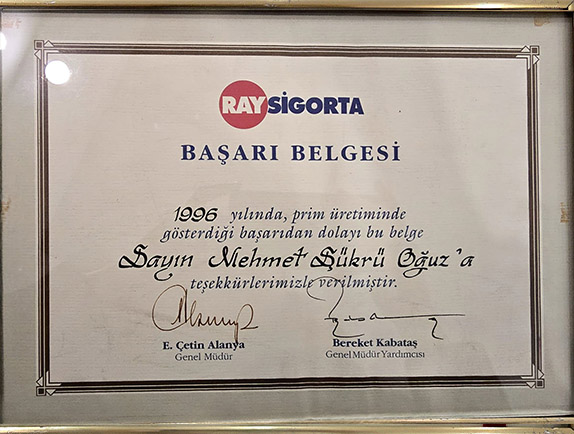 RAY SİGORTA
BAŞARI BELGESİ
1996 yılında, prim üretiminde
gösterdiği başarıdan dolayı bu belge
Sayın Mehmet Şükrü Oğuz'a
teşekkürlerimizle verilmiştir.
E. Çetin Alanya
Genel Müdür
Bereket Kabataş
Genel Müdür Yardımcısı